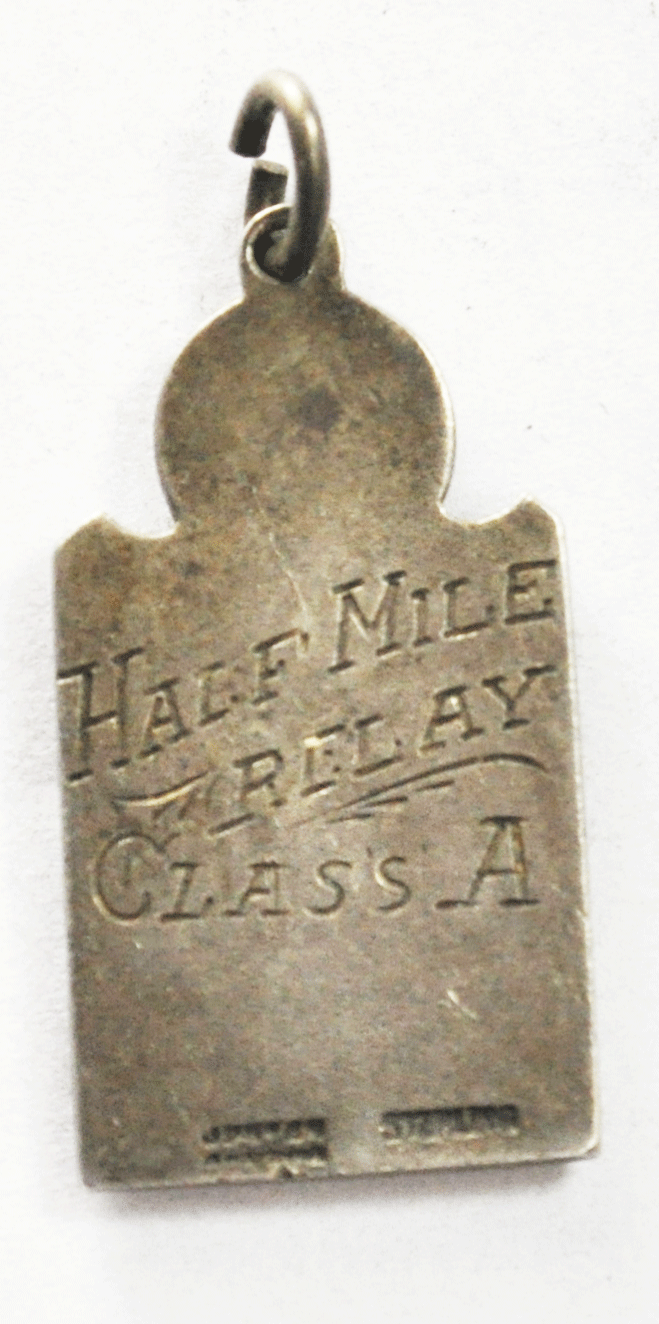 HALF MILE
RELAY
CLASS A
STERLING